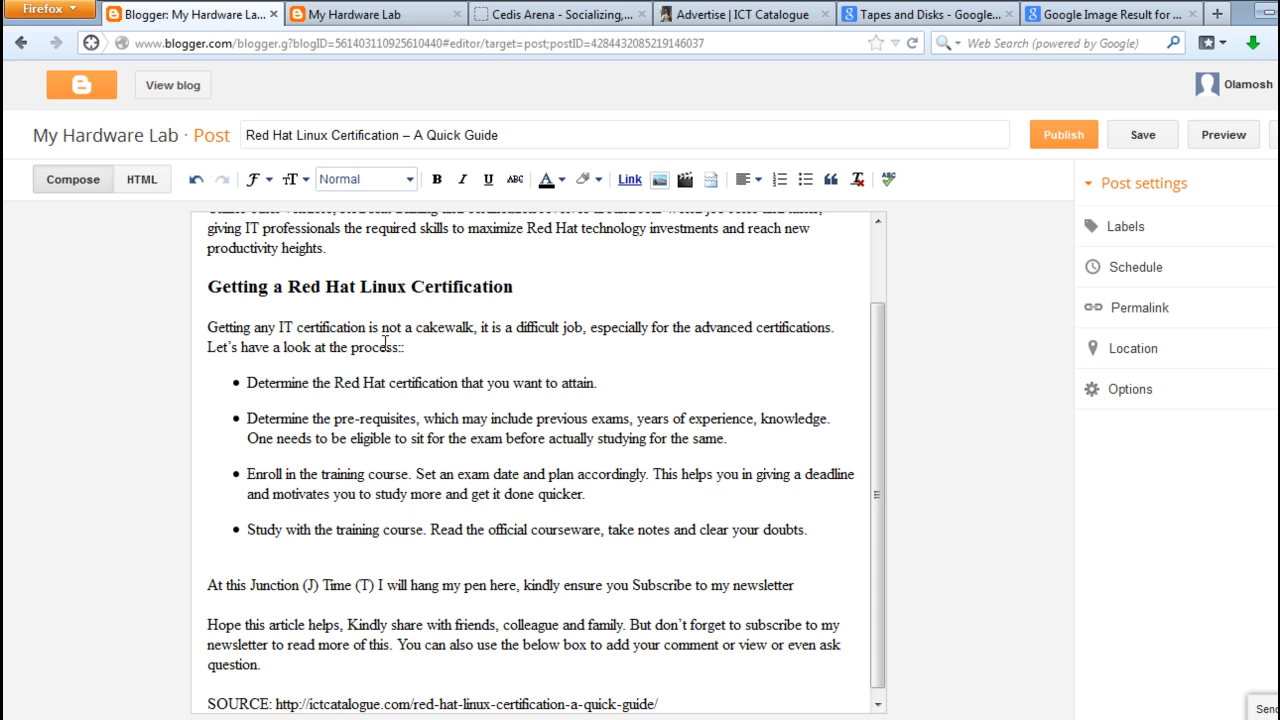 Firefox
Blogger: My Hardware La...
My Hardware Lab
Cedis Arena - Socializing,...
Advertise | ICT Catalogue
Tapes and Disks - Google...
Google Image Result for ...
www.blogger.com/blogger.g?blogID=561403110925610440#editor/target=post;postID=4284432085219146037
Web Search (powered by Google)
View blog
Olamosh
My Hardware Lab · Post
Red Hat Linux Certification – A Quick Guide
Publish
Save
Preview
Compose
HTML
Normal
Link
ABC
Post settings
Labels
Schedule
Permalink
Location
Options
giving IT professionals the required skills to maximize Red Hat technology investments and reach new
productivity heights.
Getting a Red Hat Linux Certification
Getting any IT certification is not a cakewalk, it is a difficult job, especially for the advanced certifications.
Let’s have a look at the process::
Determine the Red Hat certification that you want to attain.
Determine the pre-requisites, which may include previous exams, years of experience, knowledge.
One needs to be eligible to sit for the exam before actually studying for the same.
Enroll in the training course. Set an exam date and plan accordingly. This helps you in giving a deadline
and motivates you to study more and get it done quicker.
Study with the training course. Read the official courseware, take notes and clear your doubts.
At this Junction (J) Time (T) I will hang my pen here, kindly ensure you Subscribe to my newsletter
Hope this article helps, Kindly share with friends, colleague and family. But don’t forget to subscribe to my
newsletter to read more of this. You can also use the below box to add your comment or view or even ask
question.
SOURCE: http://ictcatalogue.com/red-hat-linux-certification-a-quick-guide/
Send